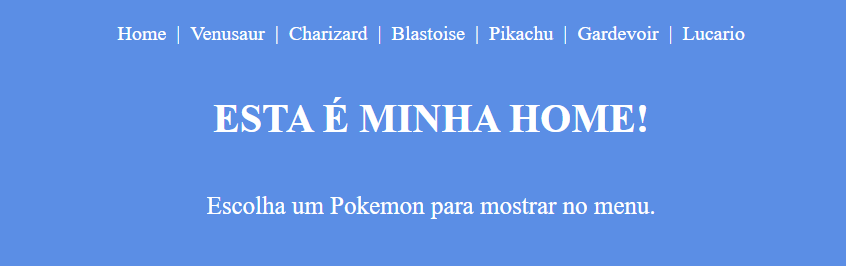 Home | Venusaur | Charizard | Blastoise | Pikachu | Gardevoir | Lucario
ESTA É MINHA HOME!
Escolha um Pokemon para mostrar no menu.